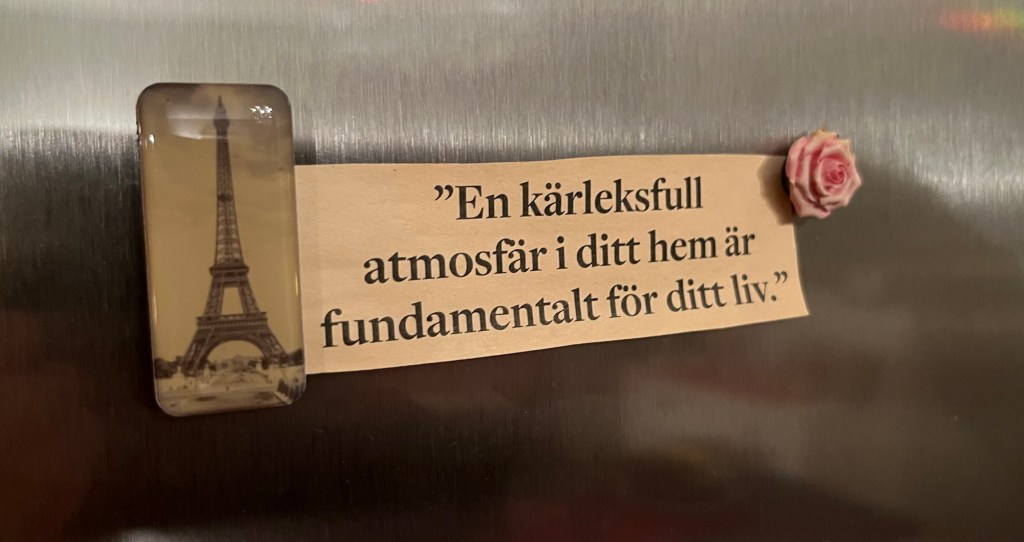 ”En kärleksfull
atmosfär i ditt hem är
fundamentalt för ditt liv.”